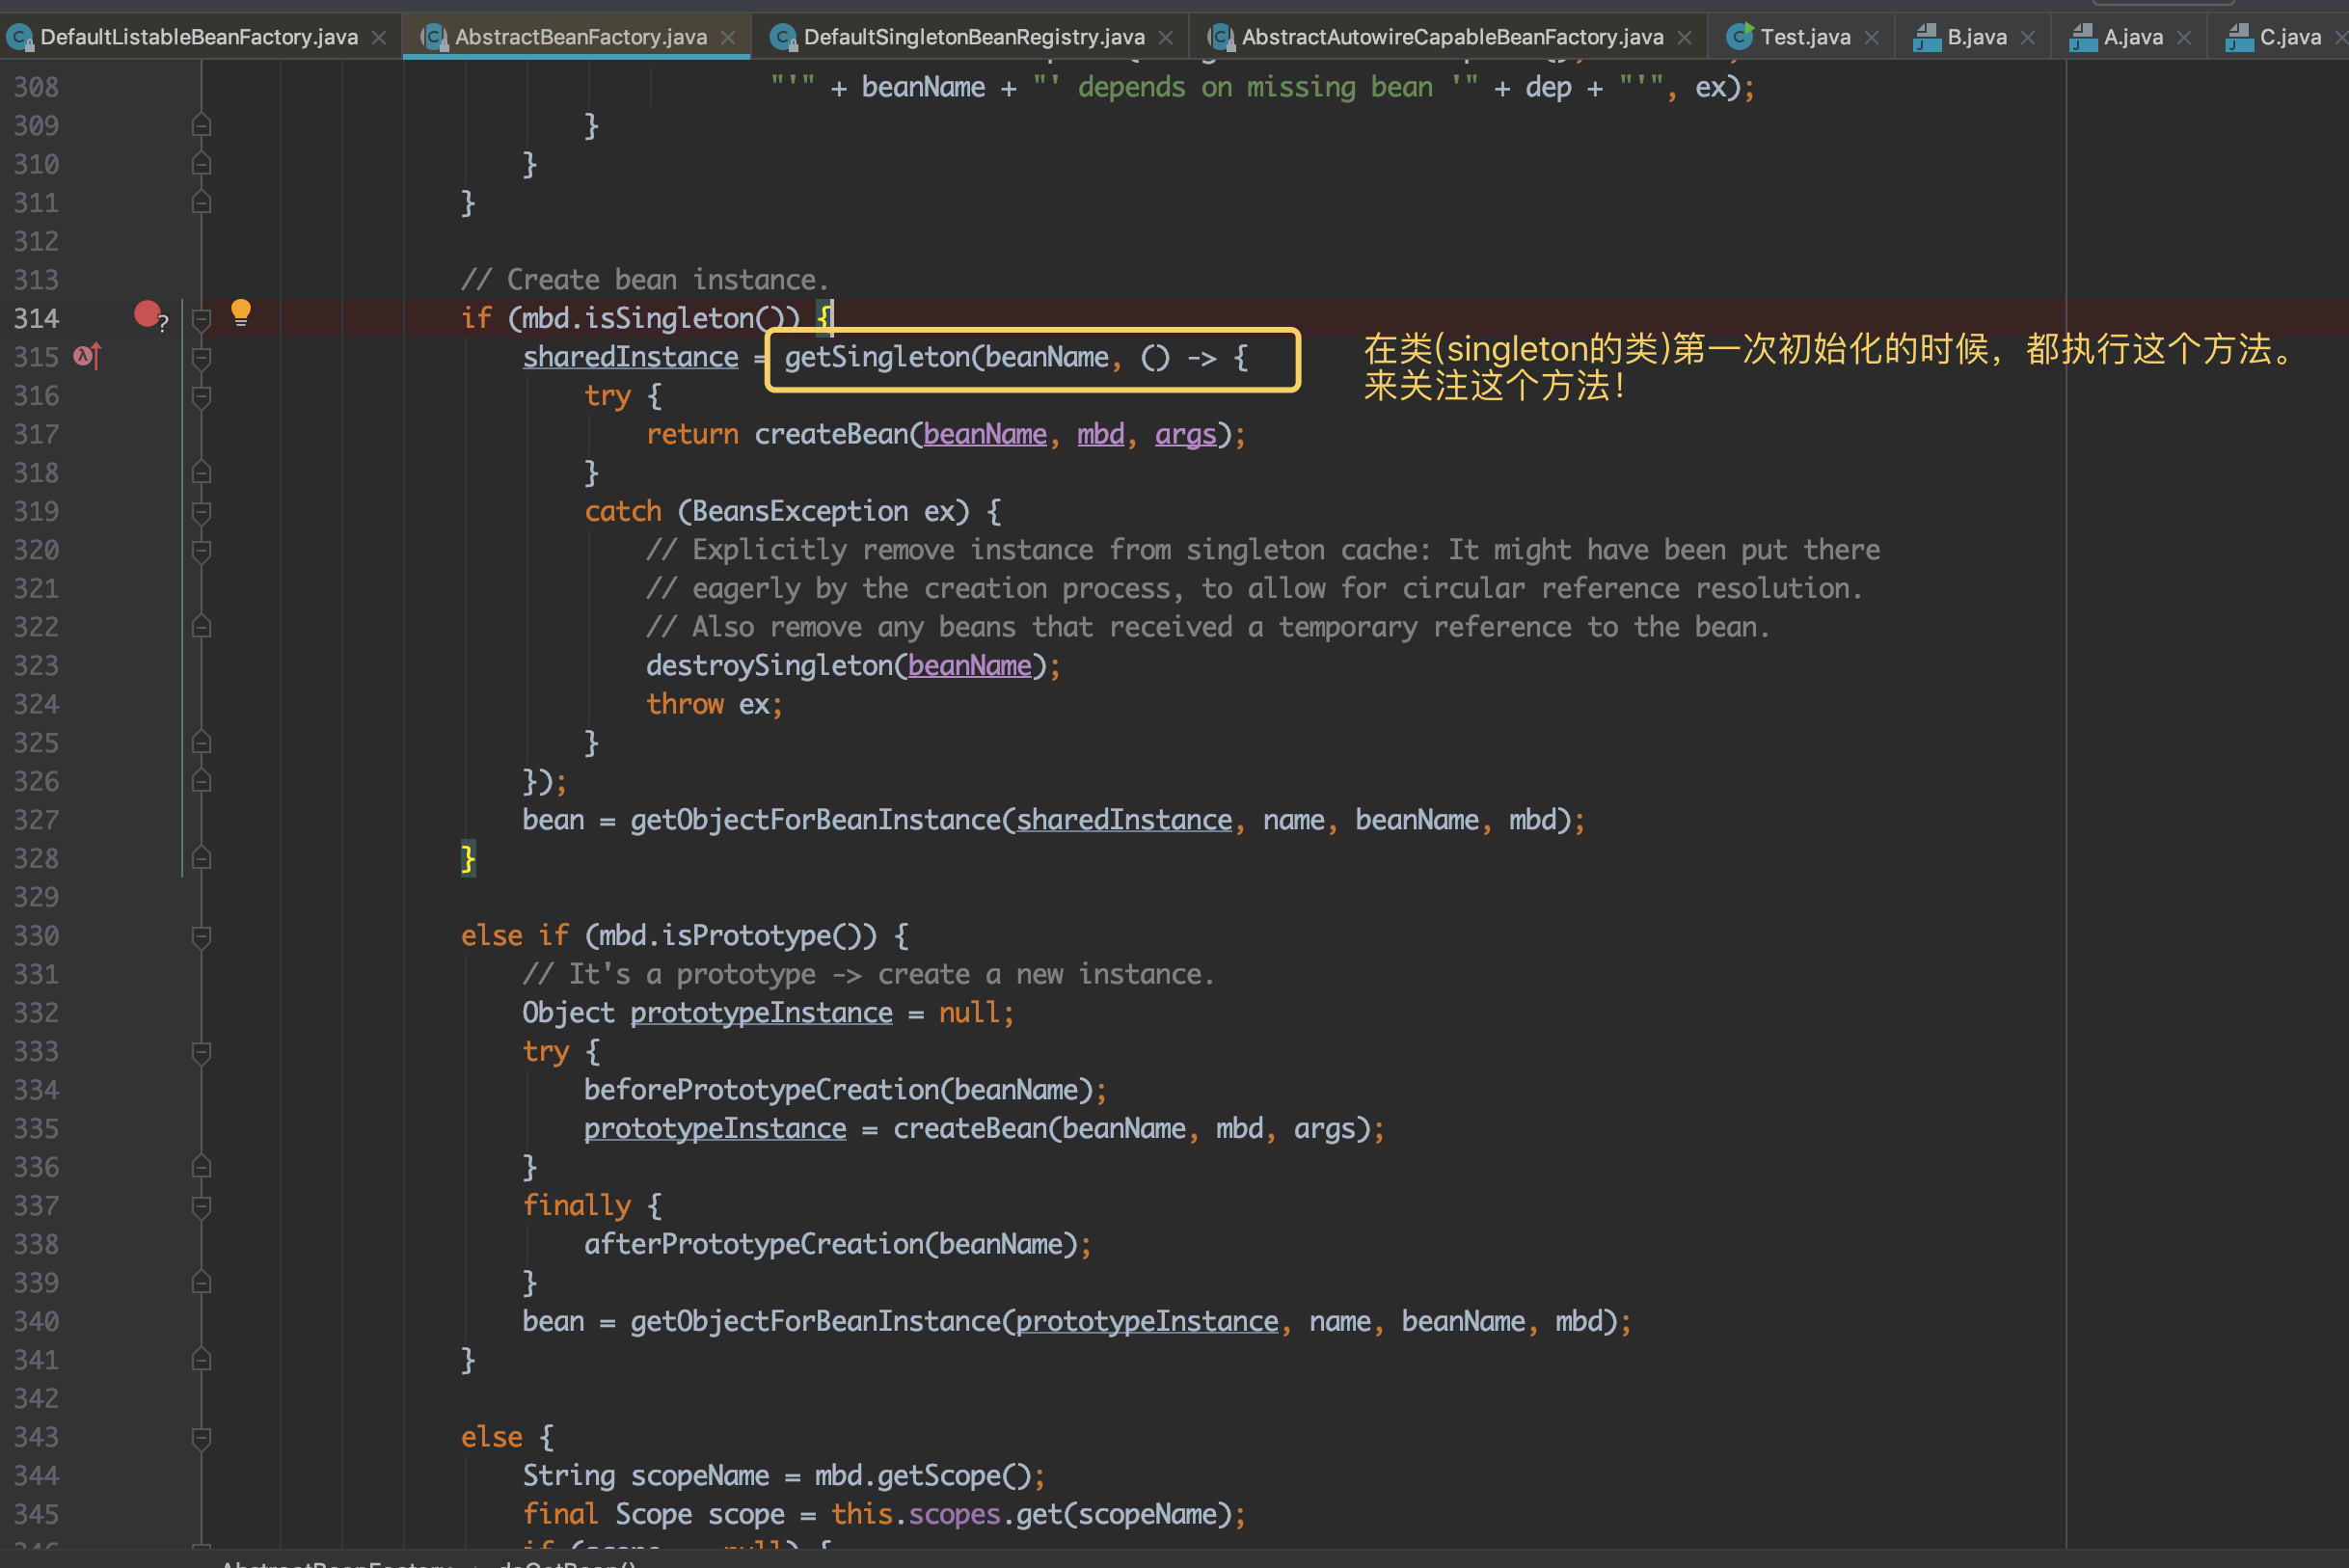 DefaultListableBeanFactory.java AbstractBeanFactory.java DefaultSingletonBeanRegistry.java AbstractAutowireCapableBeanFactory.java Test.java B.java A.java C.java
308 "'" + beanName + "' depends on missing bean '" + dep + "'", ex);
309 }
310 }
311 }
312
313 // Create bean instance.
314 if (mbd.isSingleton()) {
315 sharedInstance = getSingleton(beanName, () -> {
在类(singleton的类)第一次初始化的时候，都执行这个方法。
来关注这个方法！
316 try {
317 return createBean(beanName, mbd, args);
318 }
319 catch (BeansException ex) {
320 // Explicitly remove instance from singleton cache: It might have been put there
321 // eagerly by the creation process, to allow for circular reference resolution.
322 // Also remove any beans that received a temporary reference to the bean.
323 destroySingleton(beanName);
324 throw ex;
325 }
326 });
327 bean = getObjectForBeanInstance(sharedInstance, name, beanName, mbd);
328 }
329
330 else if (mbd.isPrototype()) {
331 // It's a prototype -> create a new instance.
332 Object prototypeInstance = null;
333 try {
334 beforePrototypeCreation(beanName);
335 prototypeInstance = createBean(beanName, mbd, args);
336 }
337 finally {
338 afterPrototypeCreation(beanName);
339 }
340 bean = getObjectForBeanInstance(prototypeInstance, name, beanName, mbd);
341 }
342
343 else {
344 String scopeName = mbd.getScope();
345 final Scope scope = this.scopes.get(scopeName);